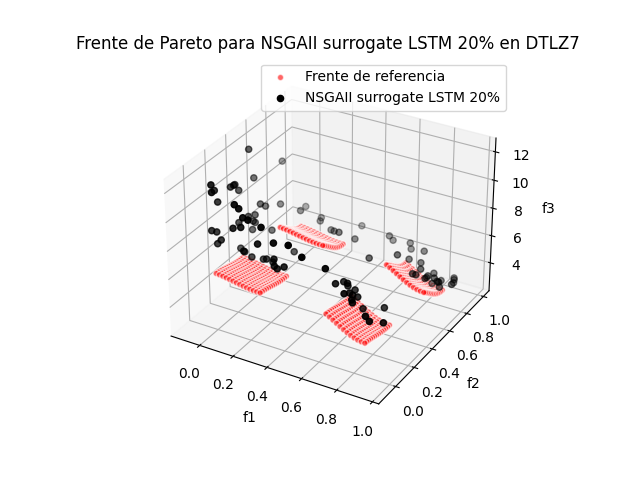 Frente de Pareto para NSGAII surrogate LSTM 20% en DTLZ7
Frente de referencia
NSGAII surrogate LSTM 20%
12
10
8
6
4
f3
0.0
0.2
0.4
0.6
0.8
1.0
f1
0.0
0.2
0.4
0.6
0.8
1.0
f2